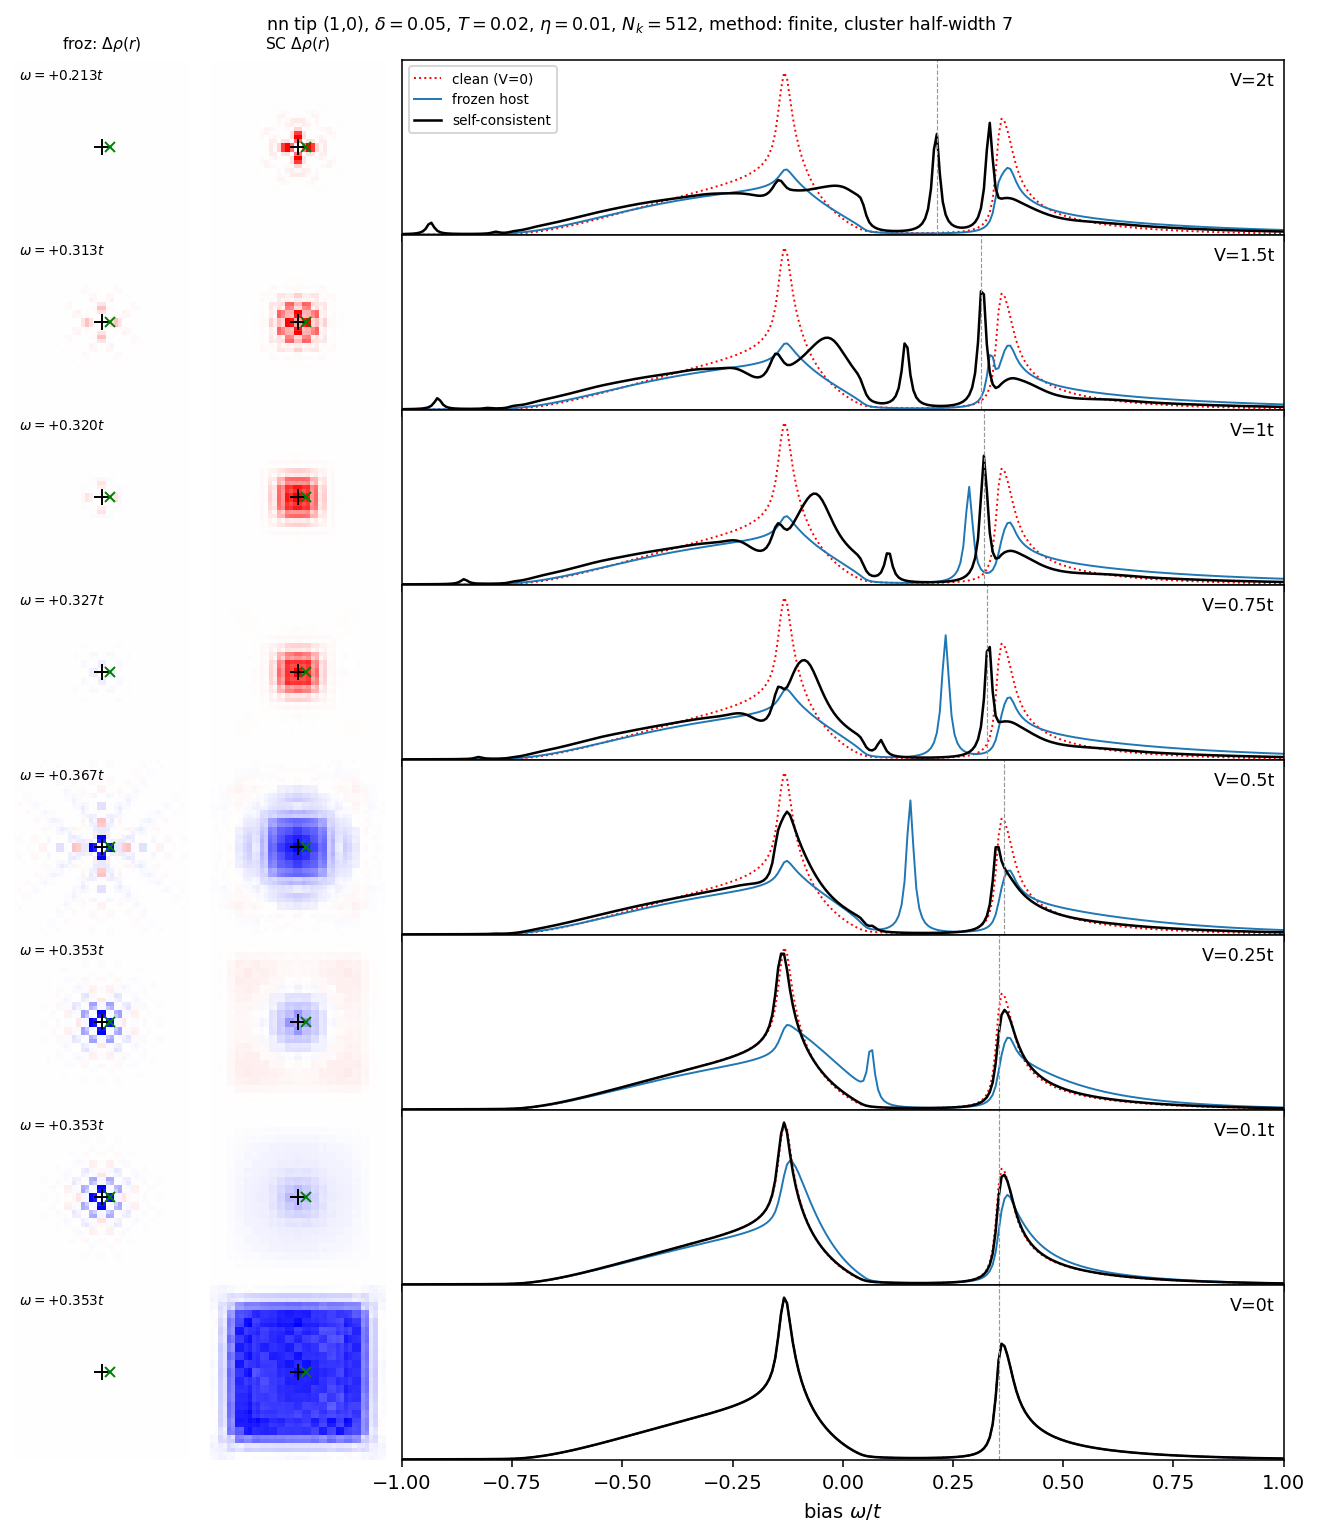 nn tip (1,0), δ = 0.05, T = 0.02, η = 0.01, N_k = 512, method: finite, cluster half-width 7
froz: Δρ(r)
SC Δρ(r)
ω = +0.213t
clean (V=0)
frozen host
self-consistent
V=2t
ω = +0.313t
V=1.5t
ω = +0.320t
V=1t
ω = +0.327t
V=0.75t
ω = +0.367t
V=0.5t
ω = +0.353t
V=0.25t
ω = +0.353t
V=0.1t
ω = +0.353t
V=0t
−1.00 −0.75 −0.50 −0.25 0.00 0.25 0.50 0.75 1.00
bias ω/t